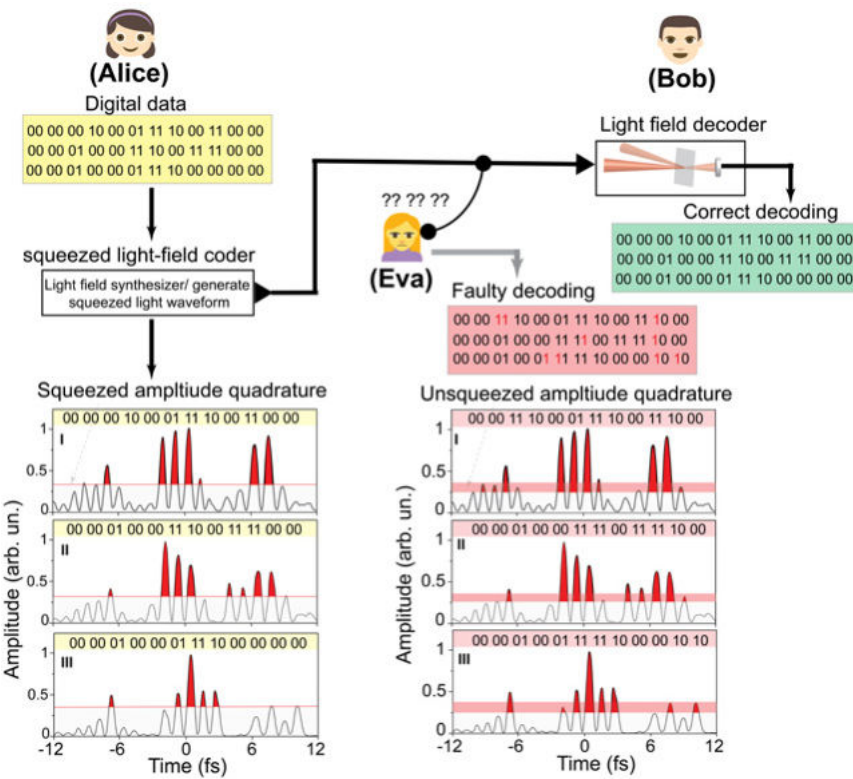 (Alice)
Digital data
00 00 00 10 00 01 11 10 00 11 00 00
00 00 01 00 00 11 10 00 11 11 00 00
00 00 01 00 00 01 11 10 00 00 00 00
squeezed light-field coder
Light field synthesizer/ generate
squeezed light waveform
(Bob)
Light field decoder
Correct decoding
00 00 00 10 00 01 11 10 00 11 00 00
00 00 01 00 00 11 10 00 11 11 00 00
00 00 01 00 00 01 11 10 00 00 00 00
?? ?? ??
(Eva)
Faulty decoding
00 00 11 10 00 01 11 10 00 11 10 00
00 00 01 00 00 11 11 00 11 11 10 00
00 00 01 00 01 11 11 10 00 00 10 10
Squeezed ampltiude quadrature
00 00 00 10 00 01 11 10 00 11 00 00
I
1
0.5
0
00 00 01 00 00 11 10 00 11 11 00 00
II
1
0.5
0
00 00 01 00 00 01 11 10 00 00 00 00
III
1
0.5
0
-12 -6 0 6 12
Time (fs)
Amplitude (arb. un.)
Unsqueezed ampltiude quadrature
00 00 11 10 00 01 11 10 00 11 10 00
I
1
0.5
0
00 00 01 00 00 11 10 00 11 11 10 00
II
1
0.5
0
00 00 01 00 01 11 11 10 00 00 10 10
III
1
0.5
0
-12 -6 0 6 12
Time (fs)
Amplitude (arb. un.)